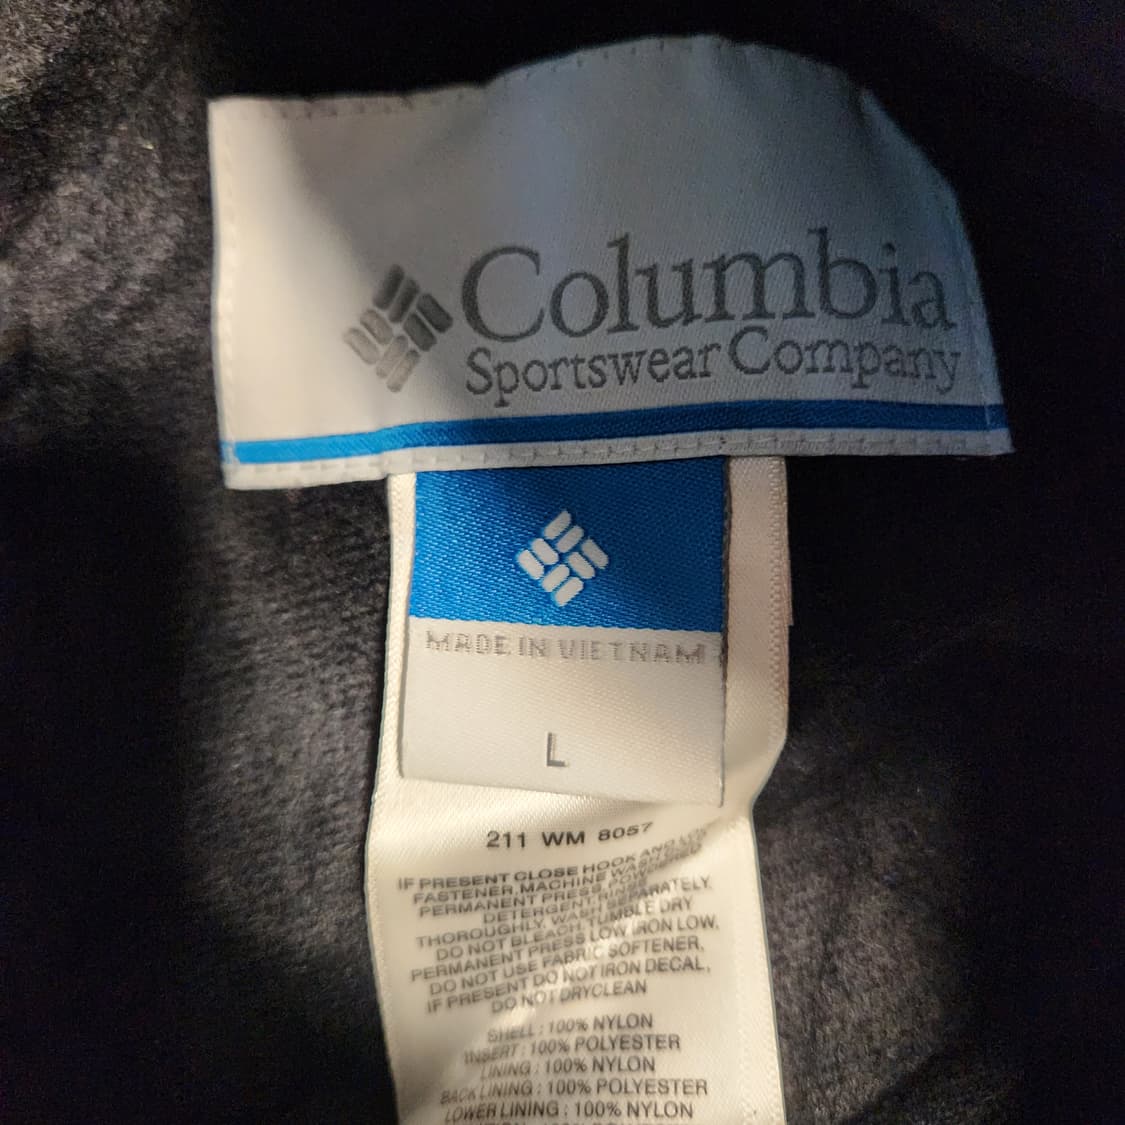 Columbia
Sportswear Company
MADE IN VIETNAM
L
211 WM 8057
IF PRESENT CLOSE HOOK AND
FASTENER, MACHINE WASH
PERMANENT PRESS, POWDERED
DETERGENT, RINSE
THOROUGHLY, WASH SEPARATELY.
DO NOT BLEACH, TUMBLE DRY
PERMANENT PRESS LOW, IRON LOW,
DO NOT USE FABRIC SOFTENER,
IF PRESENT DO NOT IRON DECAL,
DO NOT DRYCLEAN
SHELL : 100% NYLON
INSERT : 100% POLYESTER
LINING : 100% NYLON
BACK LINING : 100% POLYESTER
LOWER LINING : 100% NYLON